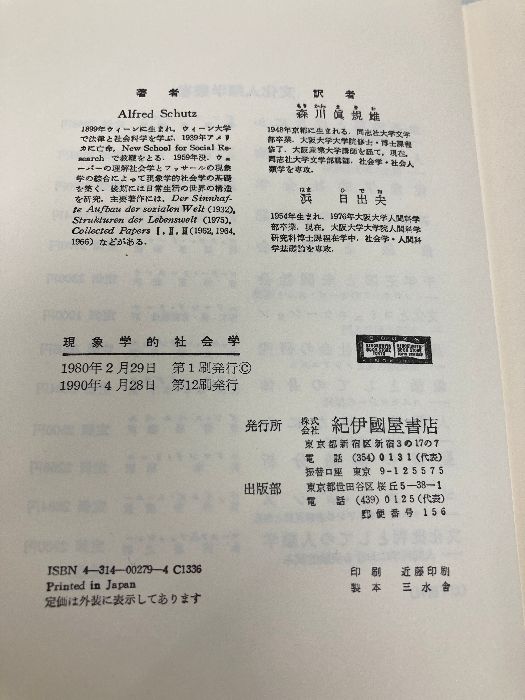 著者
Alfred Schutz
1899年ウィーンに生まれ，ウィーン大学
で法律と社会科学を学ぶ．1939年アメリ
カに亡命，New School for Social Re-
search で教鞭をとる．1959年没．ウェ
ーバーの理解社会学とフッサールの現象
学の綜合によって現象学的社会学の基礎
を築く．後期には日常生活の世界の構造
を研究．主要著作には，Der Sinnhaf-
te Aufbau der sozialen Welt (1932),
Strukturen der Lebenswelt (1975),
Collected Papers Ⅰ,Ⅱ,Ⅲ(1962,1964,
1966) などがある．
訳者
森川眞規雄
1948年京都に生まれる．同志社大学文学
部卒業．大阪大学大学院修士・博士課程
修了．大阪産業大学講師を経て，現在，
同志社大学文学部講師．社会学・社会人
類学を専攻．
はま ひでお
浜 日出夫
1954年生まれ．1976年大阪大学人間科学
部卒業．現在，大阪大学大学院人間科学
研究科博士課程在学中．社会学・人間科
学基礎論を専攻．
現象学的社会学
1980年2月29日 第1刷発行©
1990年4月28日 第12刷発行
発行所 株式会社 紀伊國屋書店
東京都新宿区新宿3の17の7
電話 (354)0131(代表)
振替口座 東京 9-125575
出版部 東京都世田谷区桜丘5-38-1
電話 (439)0125(代表)
郵便番号 156
ISBN 4-314-00279-4 C1336
Printed in Japan
定価は外装に表示してあります
印刷 近藤印刷
製本 三水舎